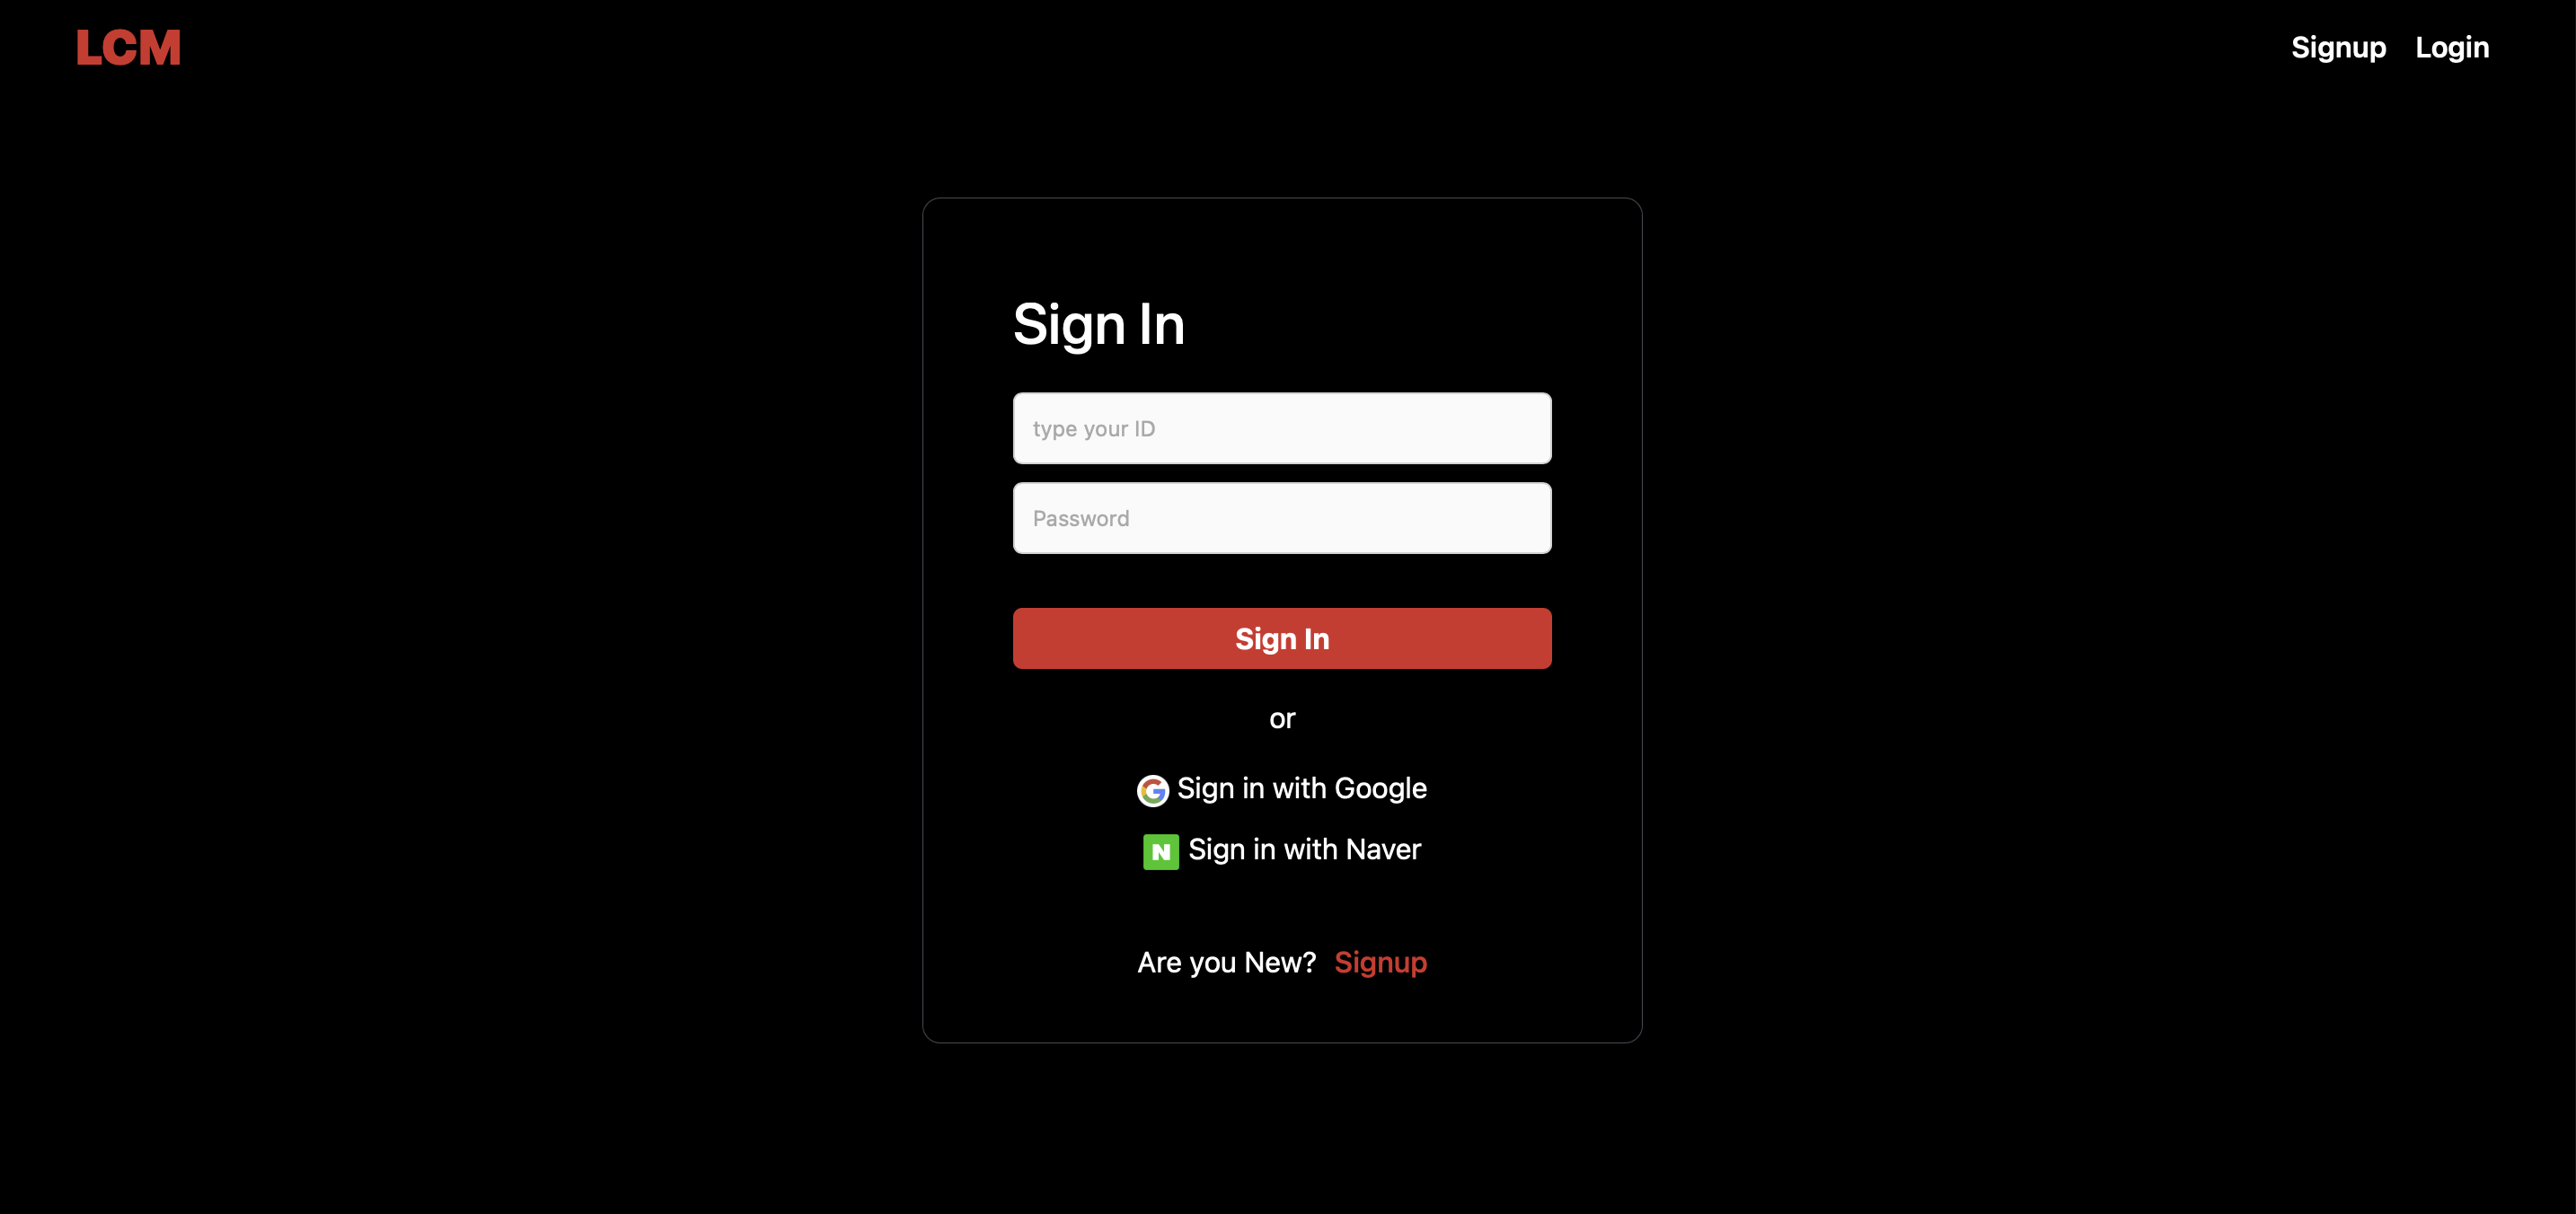 LCM
Signup Login
Sign In
type your ID
Password
Sign In
or
Sign in with Google
N Sign in with Naver
Are you New? Signup